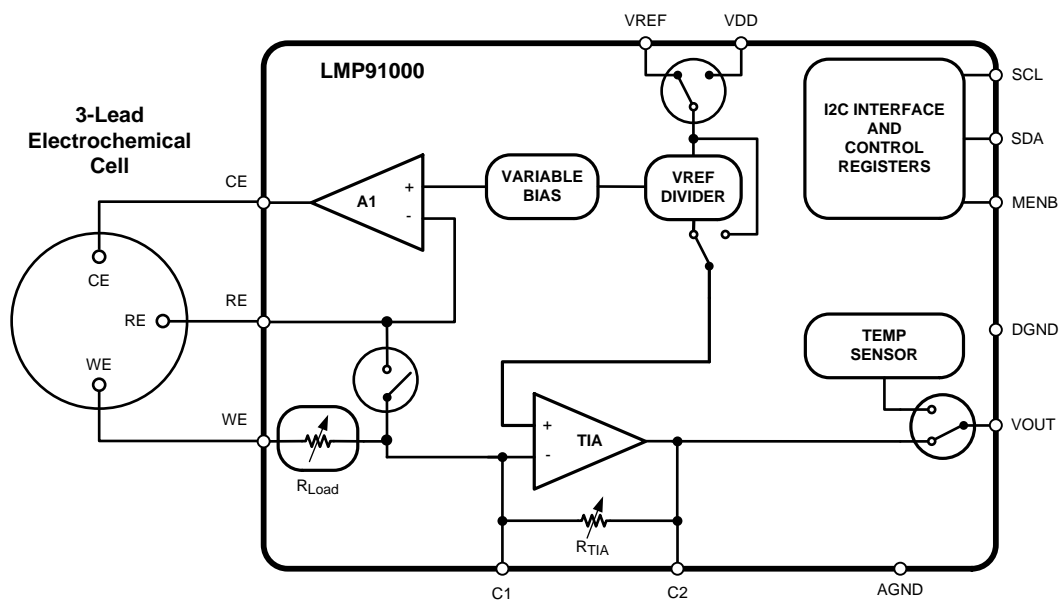 VREF
VDD
LMP91000
SCL
3-Lead
Electrochemical
Cell
I2C INTERFACE
AND
CONTROL
REGISTERS
SDA
CE
A1
+
-
VARIABLE
BIAS
VREF
DIVIDER
MENB
CE
RE
RE
DGND
TEMP
SENSOR
WE
WE
VOUT
+
-
TIA
RLoad
RTIA
C1
C2
AGND